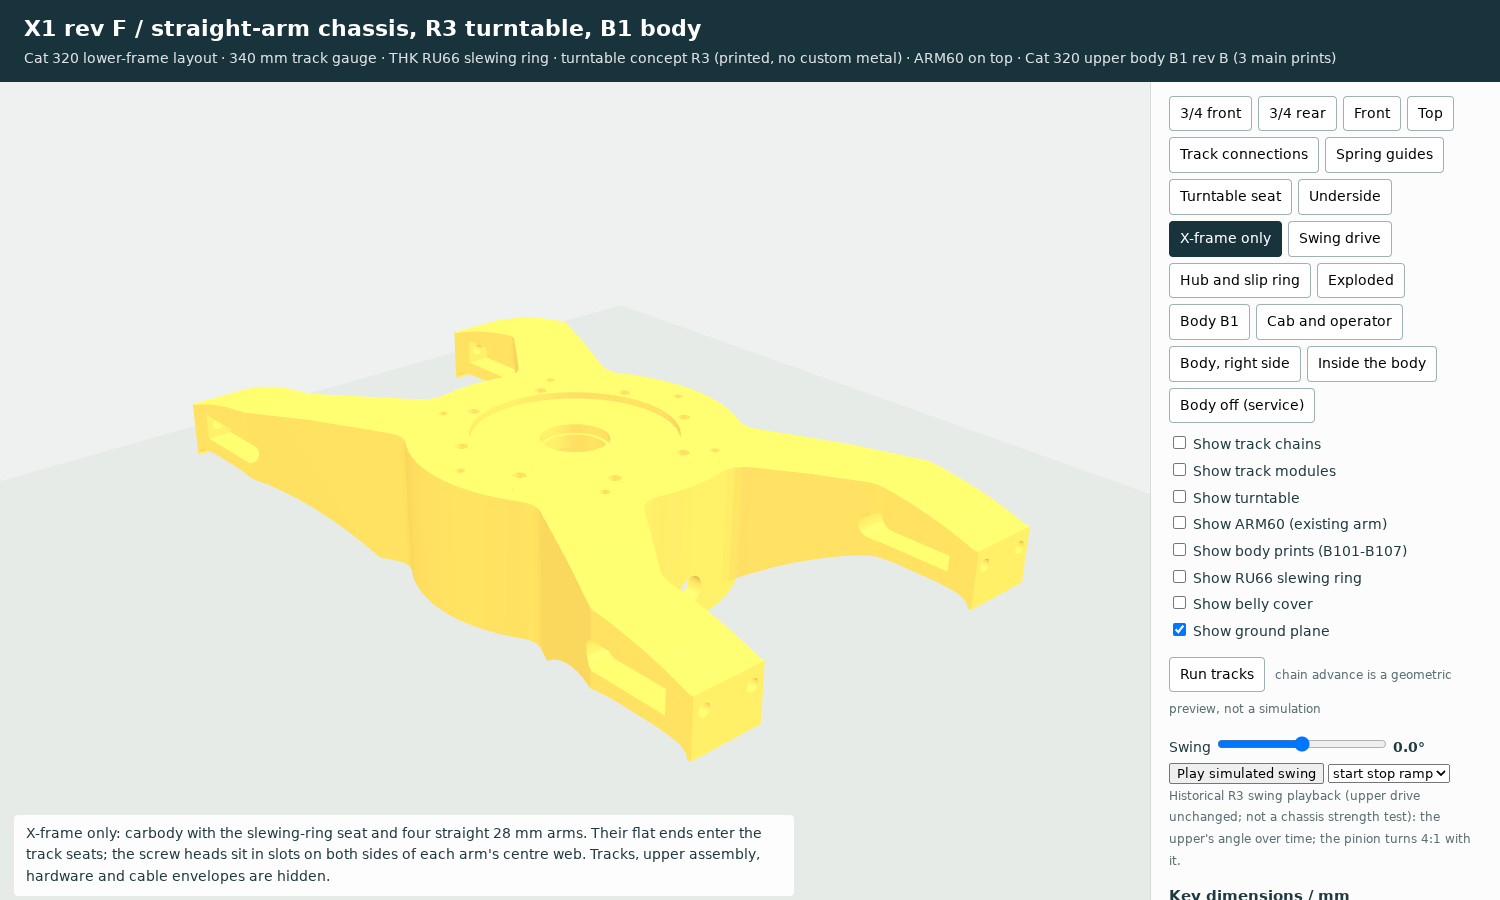 X1 rev F / straight-arm chassis, R3 turntable, B1 body
Cat 320 lower-frame layout · 340 mm track gauge · THK RU66 slewing ring · turntable concept R3 (printed, no custom metal) · ARM60 on top · Cat 320 upper body B1 rev B (3 main prints)
3/4 front 3/4 rear Front Top
Track connections Spring guides
Turntable seat Underside
X-frame only Swing drive
Hub and slip ring Exploded
Body B1 Cab and operator
Body, right side Inside the body
Body off (service)
Show track chains
Show track modules
Show turntable
Show ARM60 (existing arm)
Show body prints (B101-B107)
Show RU66 slewing ring
Show belly cover
Show ground plane
Run tracks chain advance is a geometric
preview, not a simulation
Swing 0.0°
Play simulated swing start stop ramp
Historical R3 swing playback (upper drive
unchanged; not a chassis strength test): the
upper's angle over time; the pinion turns 4:1 with
it.
Key dimensions / mm
X-frame only: carbody with the slewing-ring seat and four straight 28 mm arms. Their flat ends enter the
track seats; the screw heads sit in slots on both sides of each arm's centre web. Tracks, upper assembly,
hardware and cable envelopes are hidden.